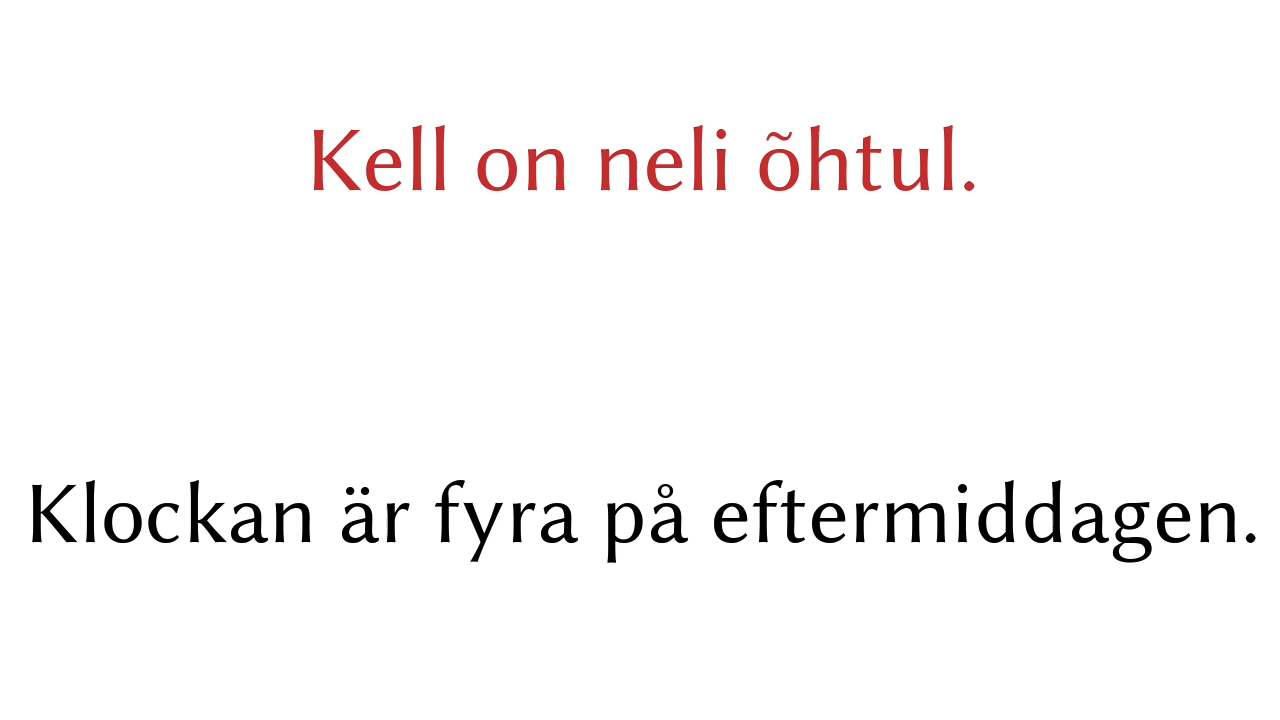 Kell on neli õhtul.
Klockan är fyra på eftermiddagen.